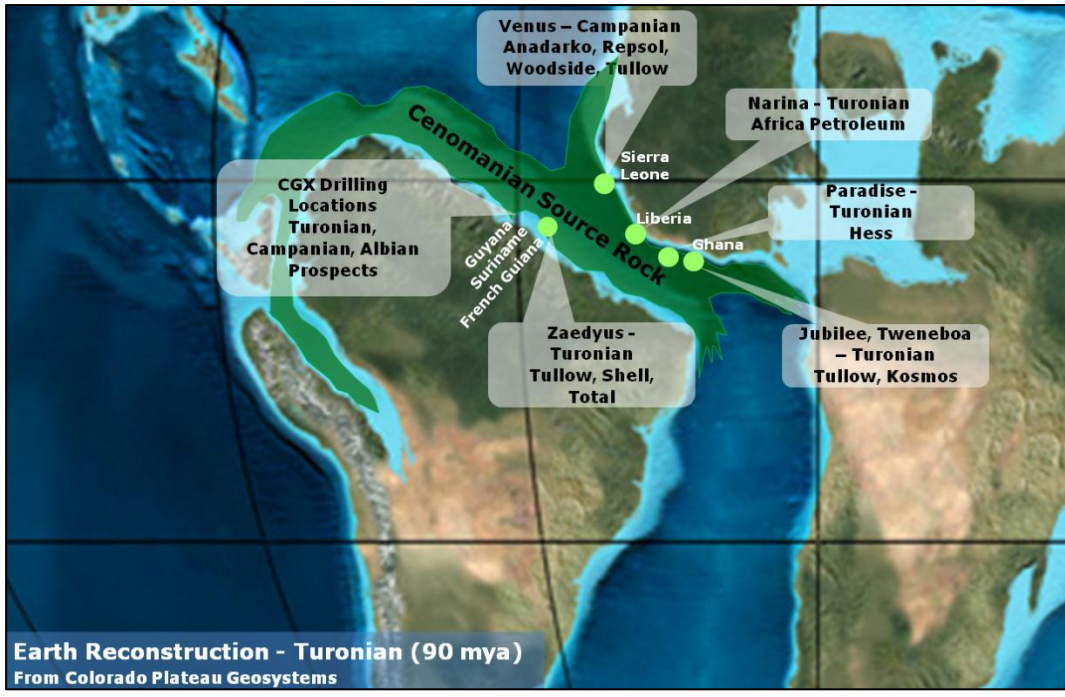 Venus – Campanian
Anadarko, Repsol,
Woodside, Tullow
Narina - Turonian
Africa Petroleum
Cenomanian Source Rock
Sierra
Leone
CGX Drilling
Locations
Turonian,
Campanian, Albian
Prospects
Paradise -
Turonian
Hess
Liberia
Ghana
Guyana
Suriname
French Guiana
Zaedyus -
Turonian
Tullow, Shell,
Total
Jubilee, Tweneboa
– Turonian
Tullow, Kosmos
Earth Reconstruction - Turonian (90 mya)
From Colorado Plateau Geosystems